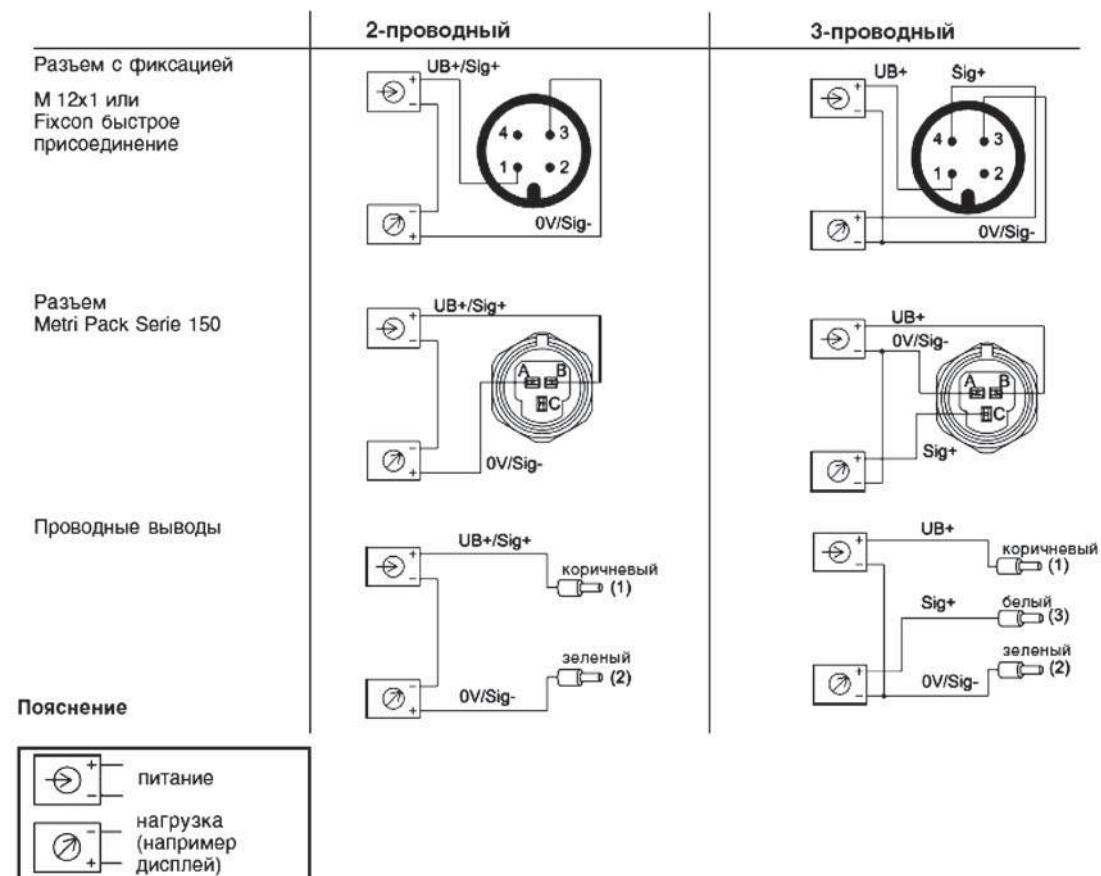 2-проводный
3-проводный
Разъем с фиксацией
М 12х1 или
Fixcon быстрое
присоединение
UB+/Sig+
+
-
4
3
1
2
-
+
0V/Sig-
UB+
Sig+
+
-
4
3
1
2
+
-
0V/Sig-
Разъем
Metri Pack Serie 150
UB+/Sig+
+
-
A
B
C
-
+
0V/Sig-
UB+
0V/Sig-
+
-
A
B
C
Sig+
+
-
Проводные выводы
UB+/Sig+
+
-
коричневый
(1)
зеленый
(2)
-
+
0V/Sig-
UB+
+
-
коричневый
(1)
Sig+
белый
(3)
зеленый
(2)
+
-
0V/Sig-
Пояснение
+
-
питание
-
+
нагрузка
(например
дисплей)